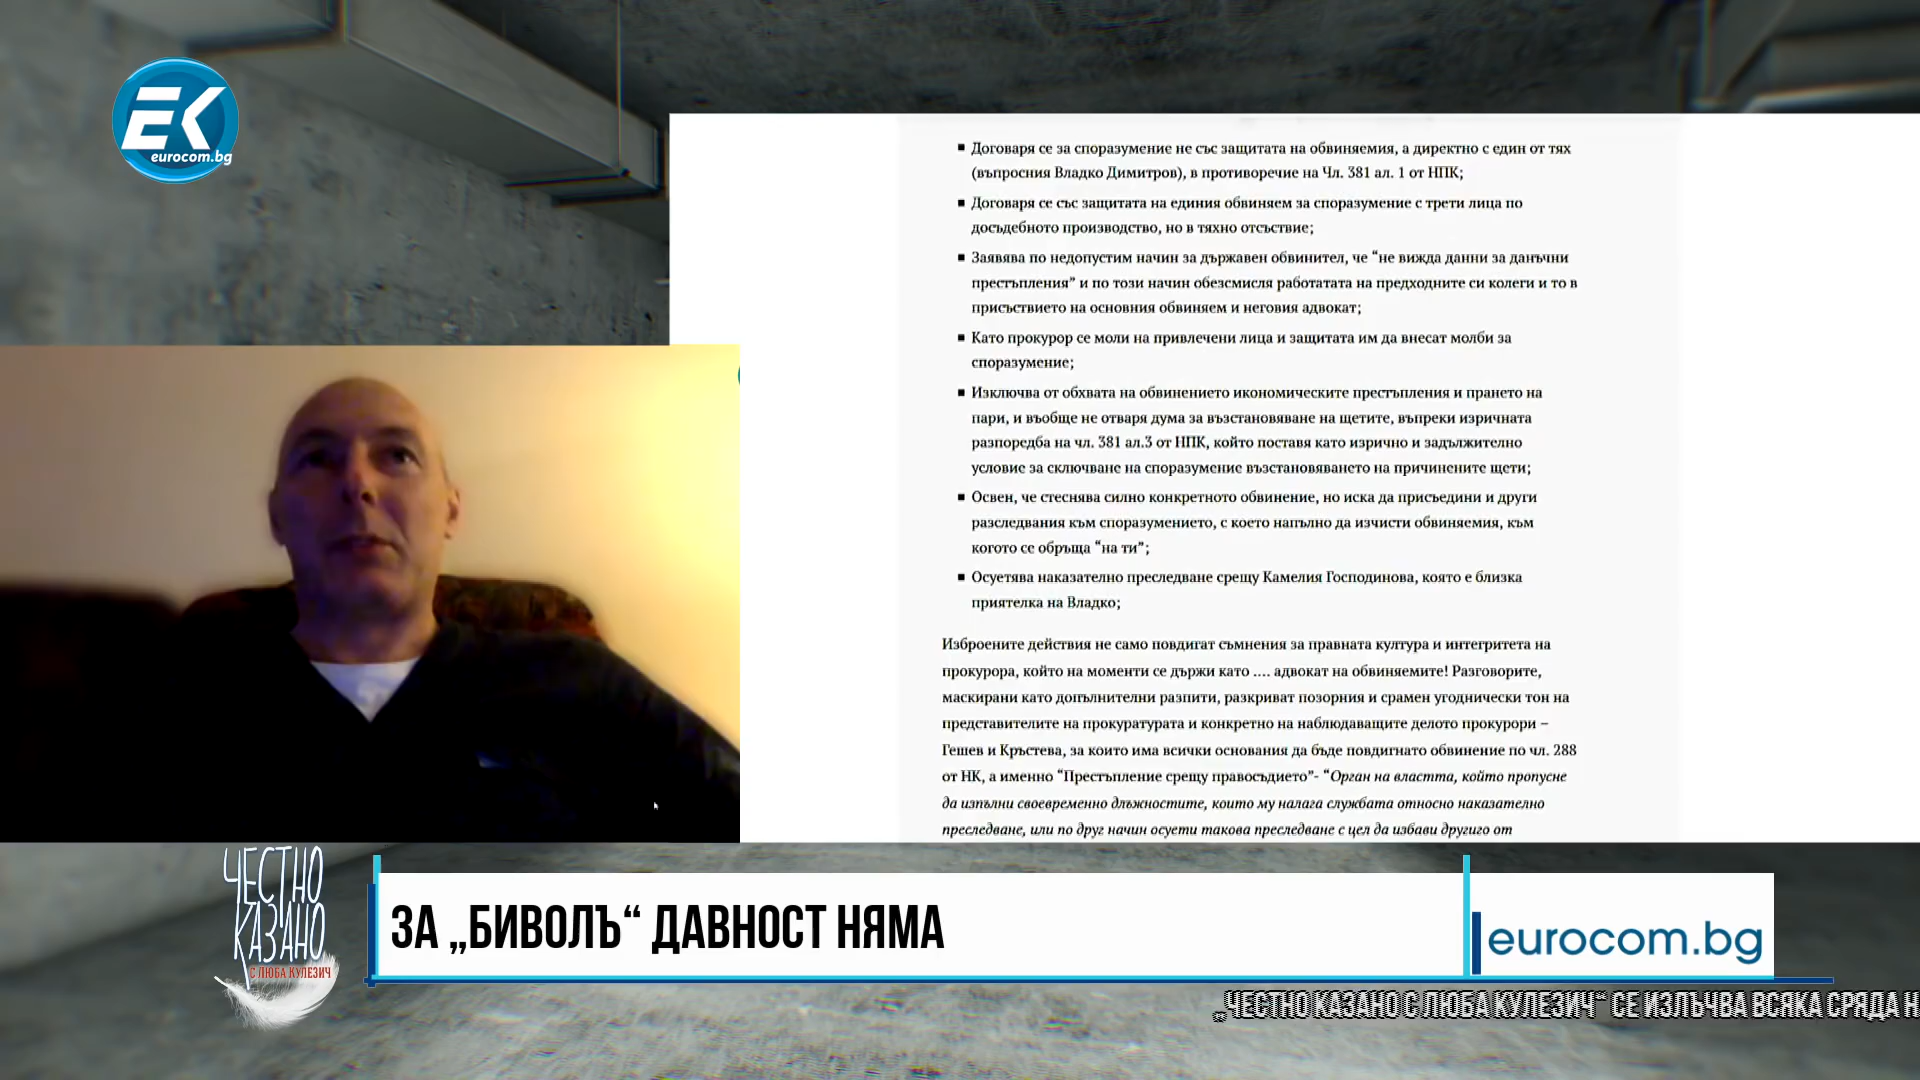 EK
eurocom.bg
Договаря се за споразумение не със защитата на обвиняемия, а директно с един от тях
(въпросния Владко Димитров), в противоречие на Чл. 381 ал. 1 от НПК;
Договаря се със защитата на единия обвиняем за споразумение с трети лица по
досъдебното производство, но в тяхно отсъствие;
Заявява по недопустим начин за държавен обвинител, че “не вижда данни за данъчни
престъпления” и по този начин обезсмисля работатата на предходните си колеги и то в
присъствието на основния обвиняем и неговия адвокат;
Като прокурор се моли на привлечени лица и защитата им да внесат молби за
споразумение;
Изключва от обхвата на обвинението икономическите престъпления и прането на
пари, и въобще не отваря дума за възстановяване на щетите, въпреки изричната
разпоредба на чл. 381 ал.3 от НПК, който поставя като изрично и задължително
условие за сключване на споразумение възстановяването на причинените щети;
Освен, че стеснява силно конкретното обвинение, но иска да присъедини и други
разследвания към споразумението, с което напълно да изчисти обвиняемия, към
когото се обръща “на ти”;
Осуетява наказателно преследване срещу Камелия Господинова, която е близка
приятелка на Владко;
Изброените действия не само повдигат съмнения за правната култура и интегритета на
прокурора, който на моменти се държи като .... адвокат на обвиняемите! Разговорите,
маскирани като допълнителни разпити, разкриват позорния и срамен угоднически тон на
представителите на прокуратурата и конкретно на наблюдаващите делото прокурори –
Гешев и Кръстева, за които има всички основания да бъде повдигнато обвинение по чл. 288
от НК, а именно “Престъпление срещу правосъдието”- “Орган на властта, който пропусне
да изпълни своевременно длъжностите, които му налага службата относно наказателно
преследване, или по друг начин осуети такова преследване с цел да избави другиго от
ЧЕСТНО
КАЗАНО
С ЛЮБА КУЛЕЗИЧ
ЗА „БИВОЛЪ“ ДАВНОСТ НЯМА
eurocom.bg
„ЧЕСТНО КАЗАНО С ЛЮБА КУЛЕЗИЧ“ СЕ ИЗЛЪЧВА ВСЯКА СРЯДА Н